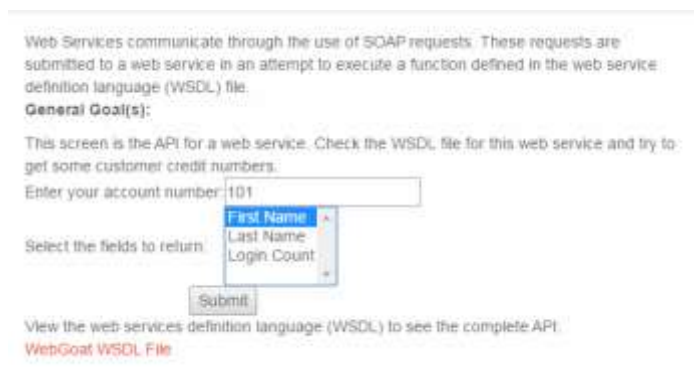 Web Services communicate through the use of SOAP requests. These requests are
submitted to a web service in an attempt to execute a function defined in the web service
definition language (WSDL) file.
General Goal(s):
This screen is the API for a web service. Check the WSDL file for this web service and try to
get some customer credit numbers.
Enter your account number: 101
First Name
Last Name
Select the fields to return:
Login Count
Submit
View the web services definition language (WSDL) to see the complete API.
WebGoat WSDL File